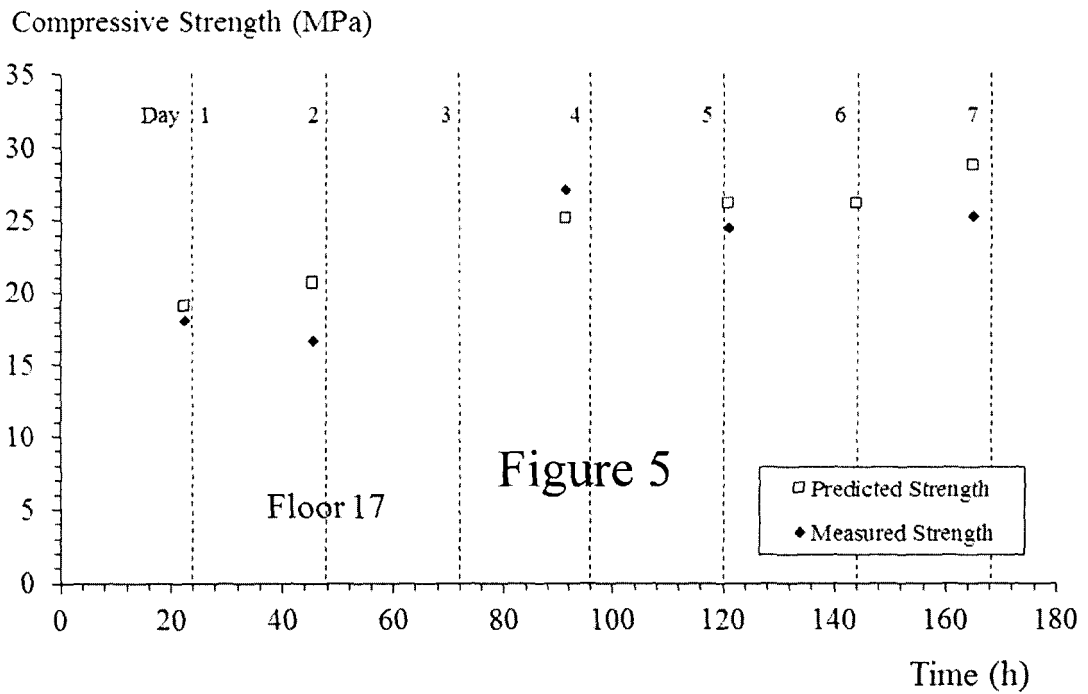 Compressive Strength (MPa)
35
30
25
20
15
10
5
0
Day 1 2 3 4 5 6 7
Figure 5
Floor 17
Predicted Strength
Measured Strength
0 20 40 60 80 100 120 140 160 180
Time (h)